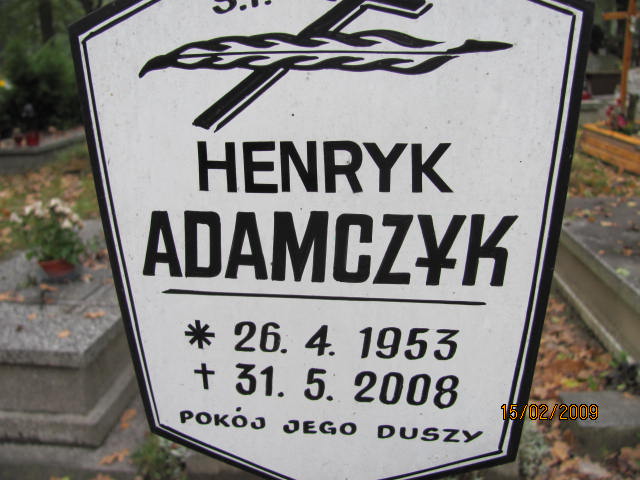 HENRYK
ADAMCZYK
* 26. 4. 1953
† 31. 5. 2008
POKÓJ JEGO DUSZY
15/02/2009